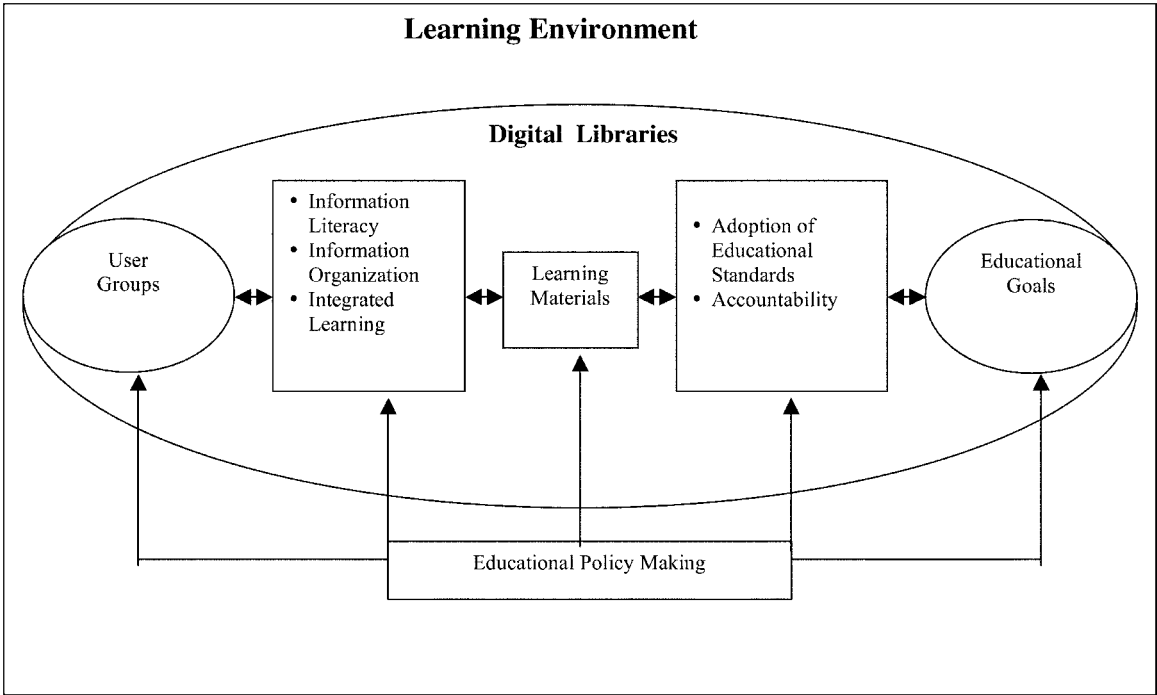 Learning Environment
Digital Libraries
User
Groups
• Information
Literacy
• Information
Organization
• Integrated
Learning
Learning
Materials
• Adoption of
Educational
Standards
• Accountability
Educational
Goals
Educational Policy Making